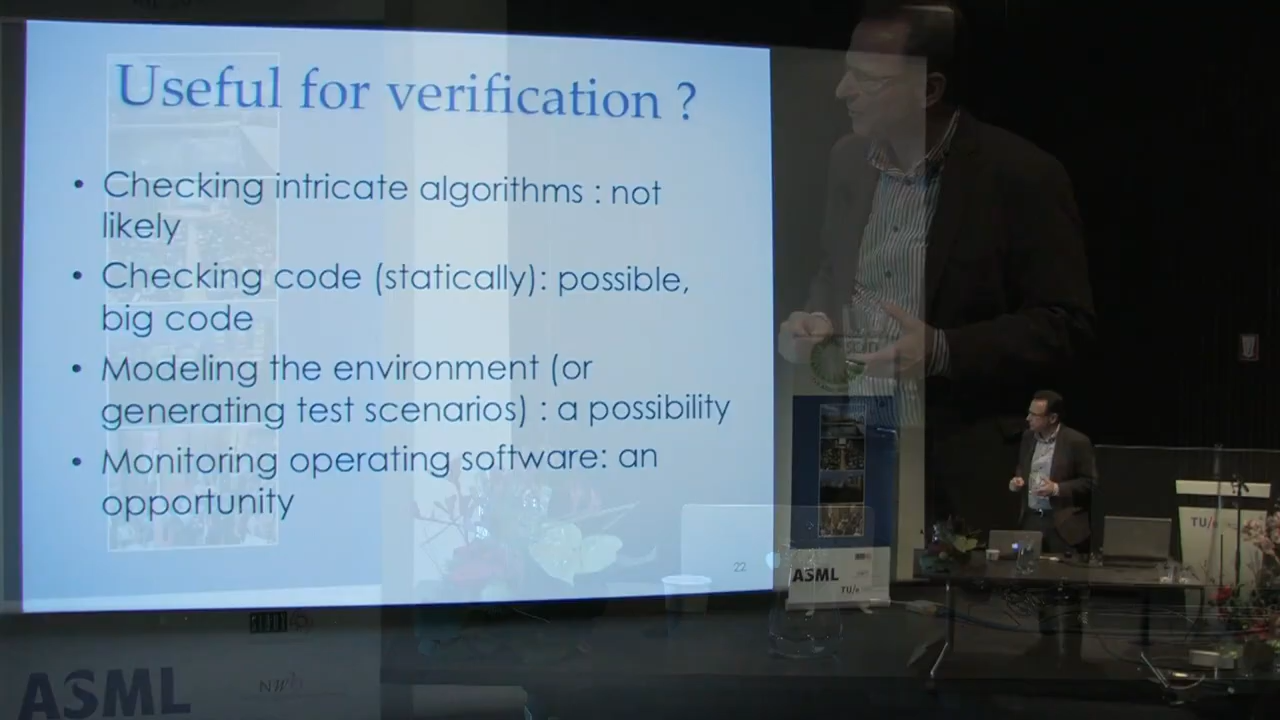 Useful for verification ?
• Checking intricate algorithms : not
likely
• Checking code (statically): possible,
big code
• Modeling the environment (or
generating test scenarios) : a possibility
• Monitoring operating software: an
opportunity
22
ASML
TU/e
TU/e
ASML